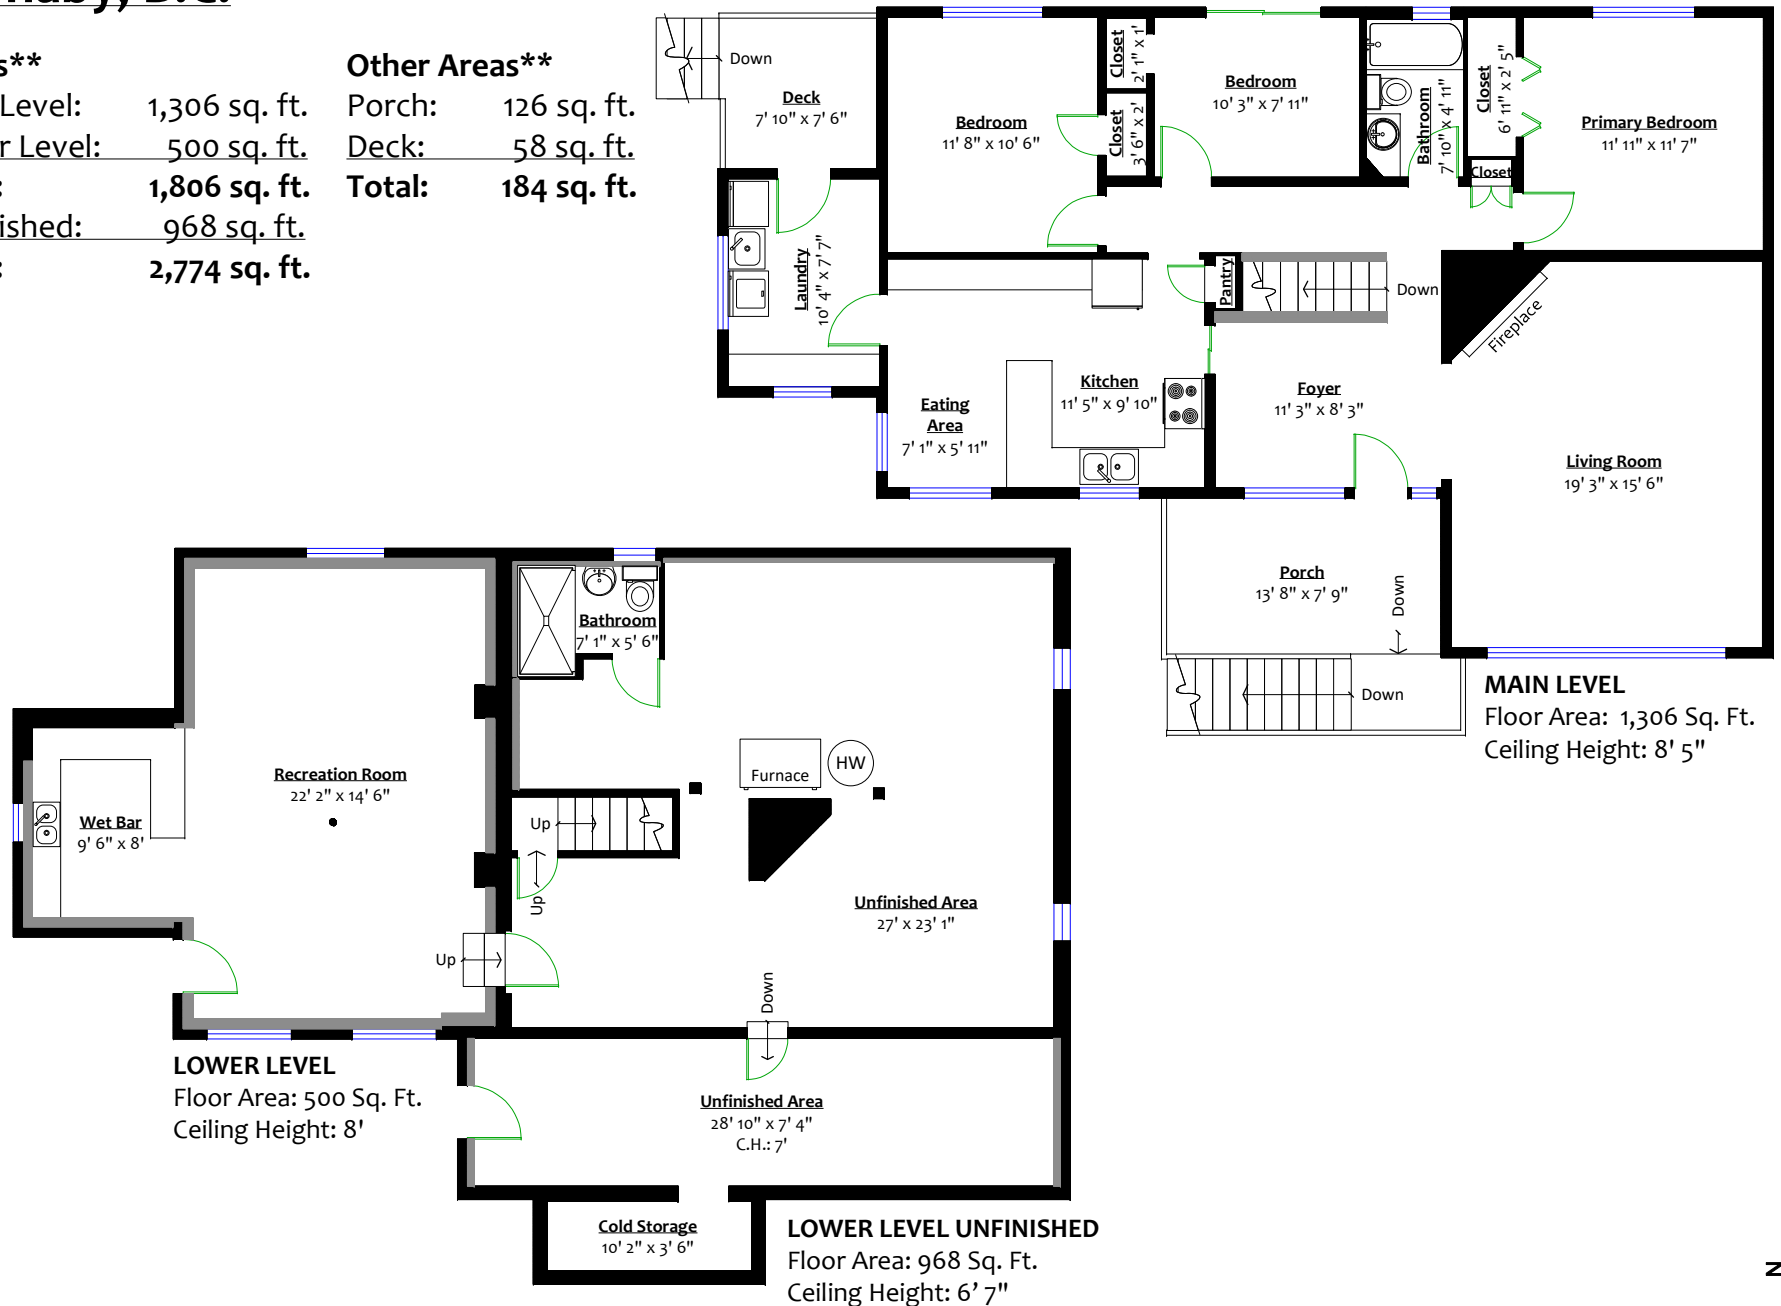 B.C.
**
Level: 1,306 sq. ft.
Level: 500 sq. ft.
1,806 sq. ft.
968 sq. ft.
2,774 sq. ft.
Other Areas**
Porch: 126 sq. ft.
Deck: 58 sq. ft.
Total: 184 sq. ft.
Down
Deck
7' 10" x 7' 6"
Bedroom
11' 8" x 10' 6"
Closet
2' 1" x 1'
Closet
3' 6" x 2'
Bedroom
10' 3" x 7' 11"
Bathroom
7' 10" x 4' 11"
Closet
6' 11" x 2' 5"
Closet
Primary Bedroom
11' 11" x 11' 7"
Laundry
10' 4" x 7' 7"
Pantry
Down
Fireplace
Eating
Area
7' 1" x 5' 11"
Kitchen
11' 5" x 9' 10"
Foyer
11' 3" x 8' 3"
Living Room
19' 3" x 15' 6"
Porch
13' 8" x 7' 9"
Down
Down
MAIN LEVEL
Floor Area: 1,306 Sq. Ft.
Ceiling Height: 8' 5"
Bathroom
7' 1" x 5' 6"
Recreation Room
22' 2" x 14' 6"
Wet Bar
9' 6" x 8'
Furnace
HW
Up
Up
Up
Unfinished Area
27' x 23' 1"
Down
LOWER LEVEL
Floor Area: 500 Sq. Ft.
Ceiling Height: 8'
Unfinished Area
28' 10" x 7' 4"
C.H.: 7'
Cold Storage
10' 2" x 3' 6"
LOWER LEVEL UNFINISHED
Floor Area: 968 Sq. Ft.
Ceiling Height: 6' 7"
N